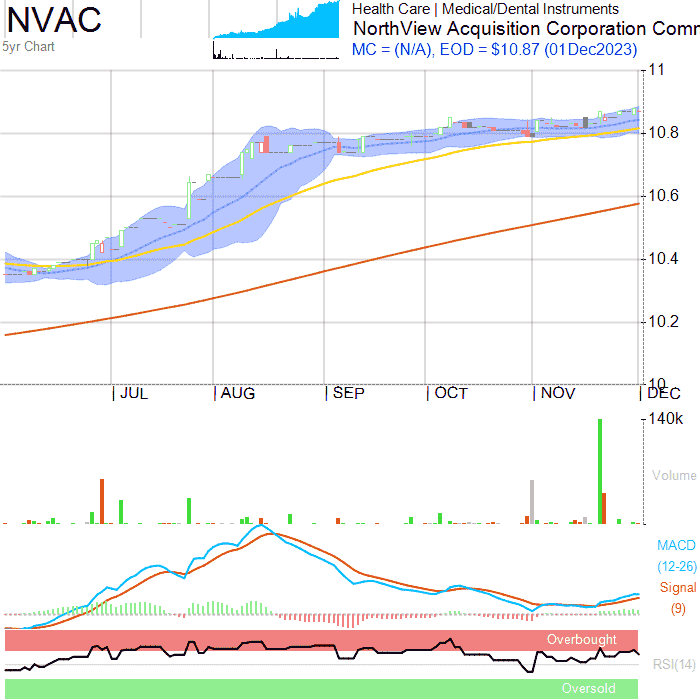 NVAC
5yr Chart
Health Care | Medical/Dental Instruments
NorthView Acquisition Corporation Comm
MC = (N/A), EOD = $10.87 (01Dec2023)
11
10.8
10.6
10.4
10.2
10
JUL AUG SEP OCT NOV DEC
140k
Volume
MACD
(12-26)
Signal
(9)
Overbought
RSI(14)
Oversold